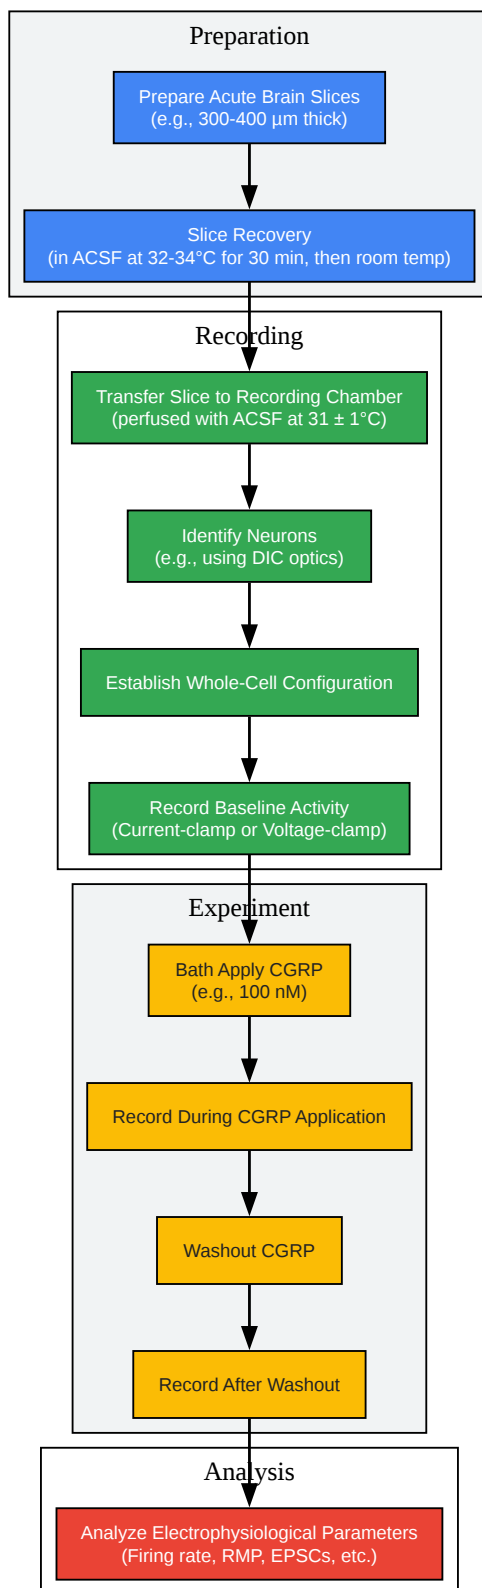 Preparation
Prepare Acute Brain Slices
(e.g., 300-400 µm thick)
Slice Recovery
(in ACSF at 32-34°C for 30 min, then room temp)
Recording
Transfer Slice to Recording Chamber
(perfused with ACSF at 31 ± 1°C)
Identify Neurons
(e.g., using DIC optics)
Establish Whole-Cell Configuration
Record Baseline Activity
(Current-clamp or Voltage-clamp)
Experiment
Bath Apply CGRP
(e.g., 100 nM)
Record During CGRP Application
Washout CGRP
Record After Washout
Analysis
Analyze Electrophysiological Parameters
(Firing rate, RMP, EPSCs, etc.)